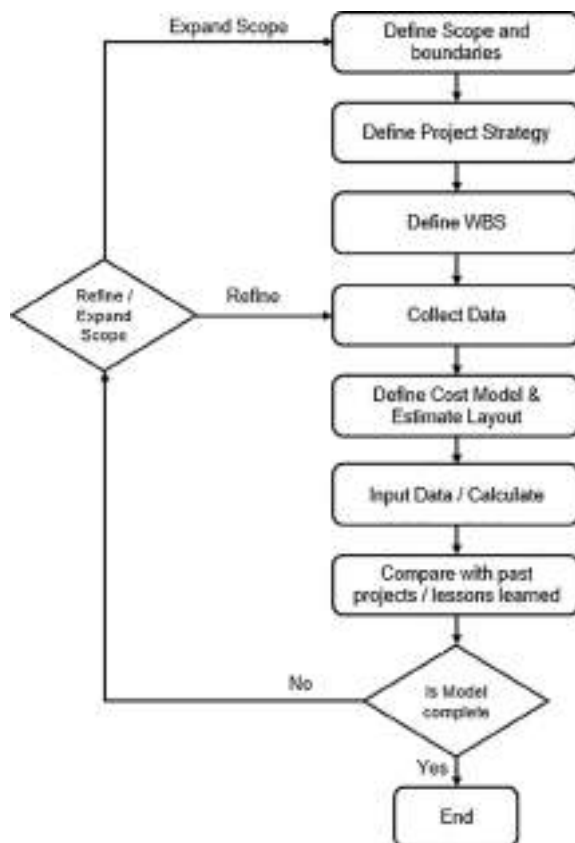 Expand Scope
Define Scope and
boundaries
Define Project Strategy
Define WBS
Refine /
Expand
Scope
Refine
Collect Data
Define Cost Model &
Estimate Layout
Input Data / Calculate
Compare with past
projects / lessons learned
No
Is Model
complete
Yes
End